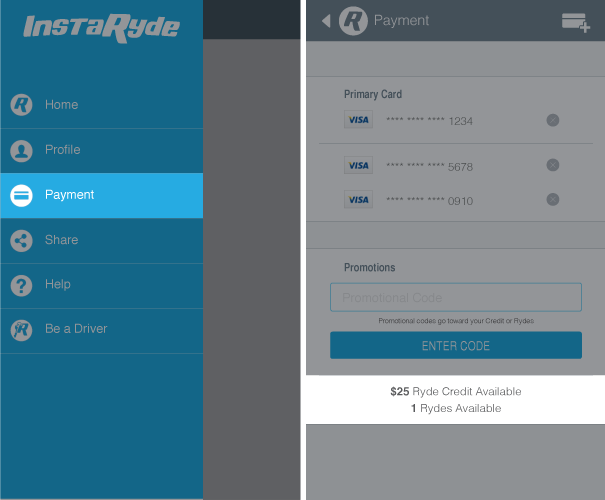 InstaRyde
Home
Profile
Payment
Share
Help
Be a Driver
R Payment
Primary Card
VISA **** **** **** 1234
VISA **** **** **** 5678
VISA **** **** **** 0910
Promotions
Promotional Code
Promotional codes go toward your Credit or Rydes
ENTER CODE
$25 Ryde Credit Available
1 Rydes Available